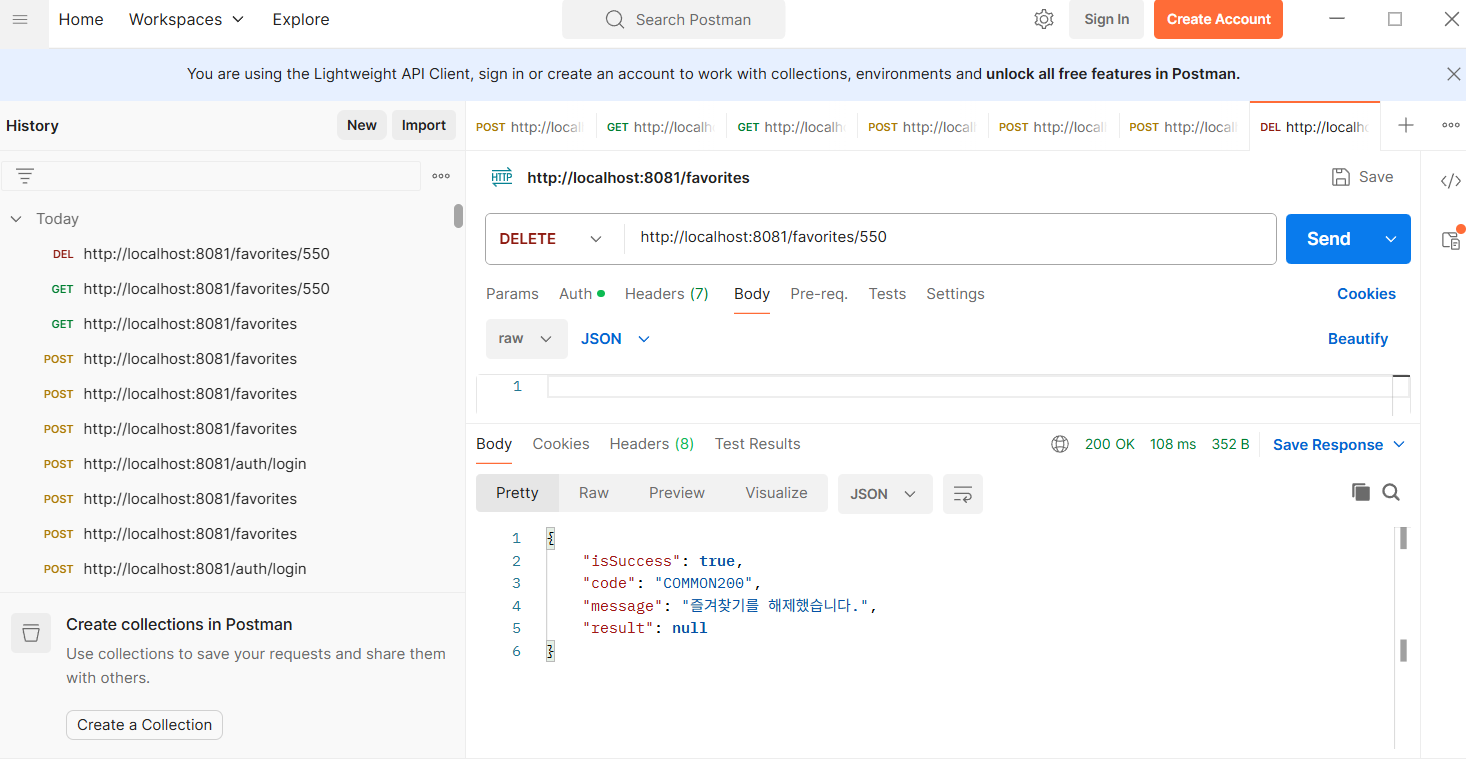 Home Workspaces Explore Search Postman Sign In Create Account
You are using the Lightweight API Client, sign in or create an account to work with collections, environments and unlock all free features in Postman.
History New Import
POST http://local GET http://localh GET http://localh POST http://local POST http://local POST http://local DEL http://localh
HTTP http://localhost:8081/favorites Save
Today
DEL http://localhost:8081/favorites/550
GET http://localhost:8081/favorites/550
GET http://localhost:8081/favorites
POST http://localhost:8081/favorites
POST http://localhost:8081/favorites
POST http://localhost:8081/favorites
POST http://localhost:8081/auth/login
POST http://localhost:8081/favorites
POST http://localhost:8081/favorites
POST http://localhost:8081/auth/login
Create collections in Postman
Use collections to save your requests and share them
with others.
Create a Collection
DELETE http://localhost:8081/favorites/550 Send
Params Auth Headers (7) Body Pre-req. Tests Settings Cookies
raw JSON Beautify
1
Body Cookies Headers (8) Test Results 200 OK 108 ms 352 B Save Response
Pretty Raw Preview Visualize JSON
1 {
2 "isSuccess": true,
3 "code": "COMMON200",
4 "message": "즐겨찾기를 해제했습니다.",
5 "result": null
6 }